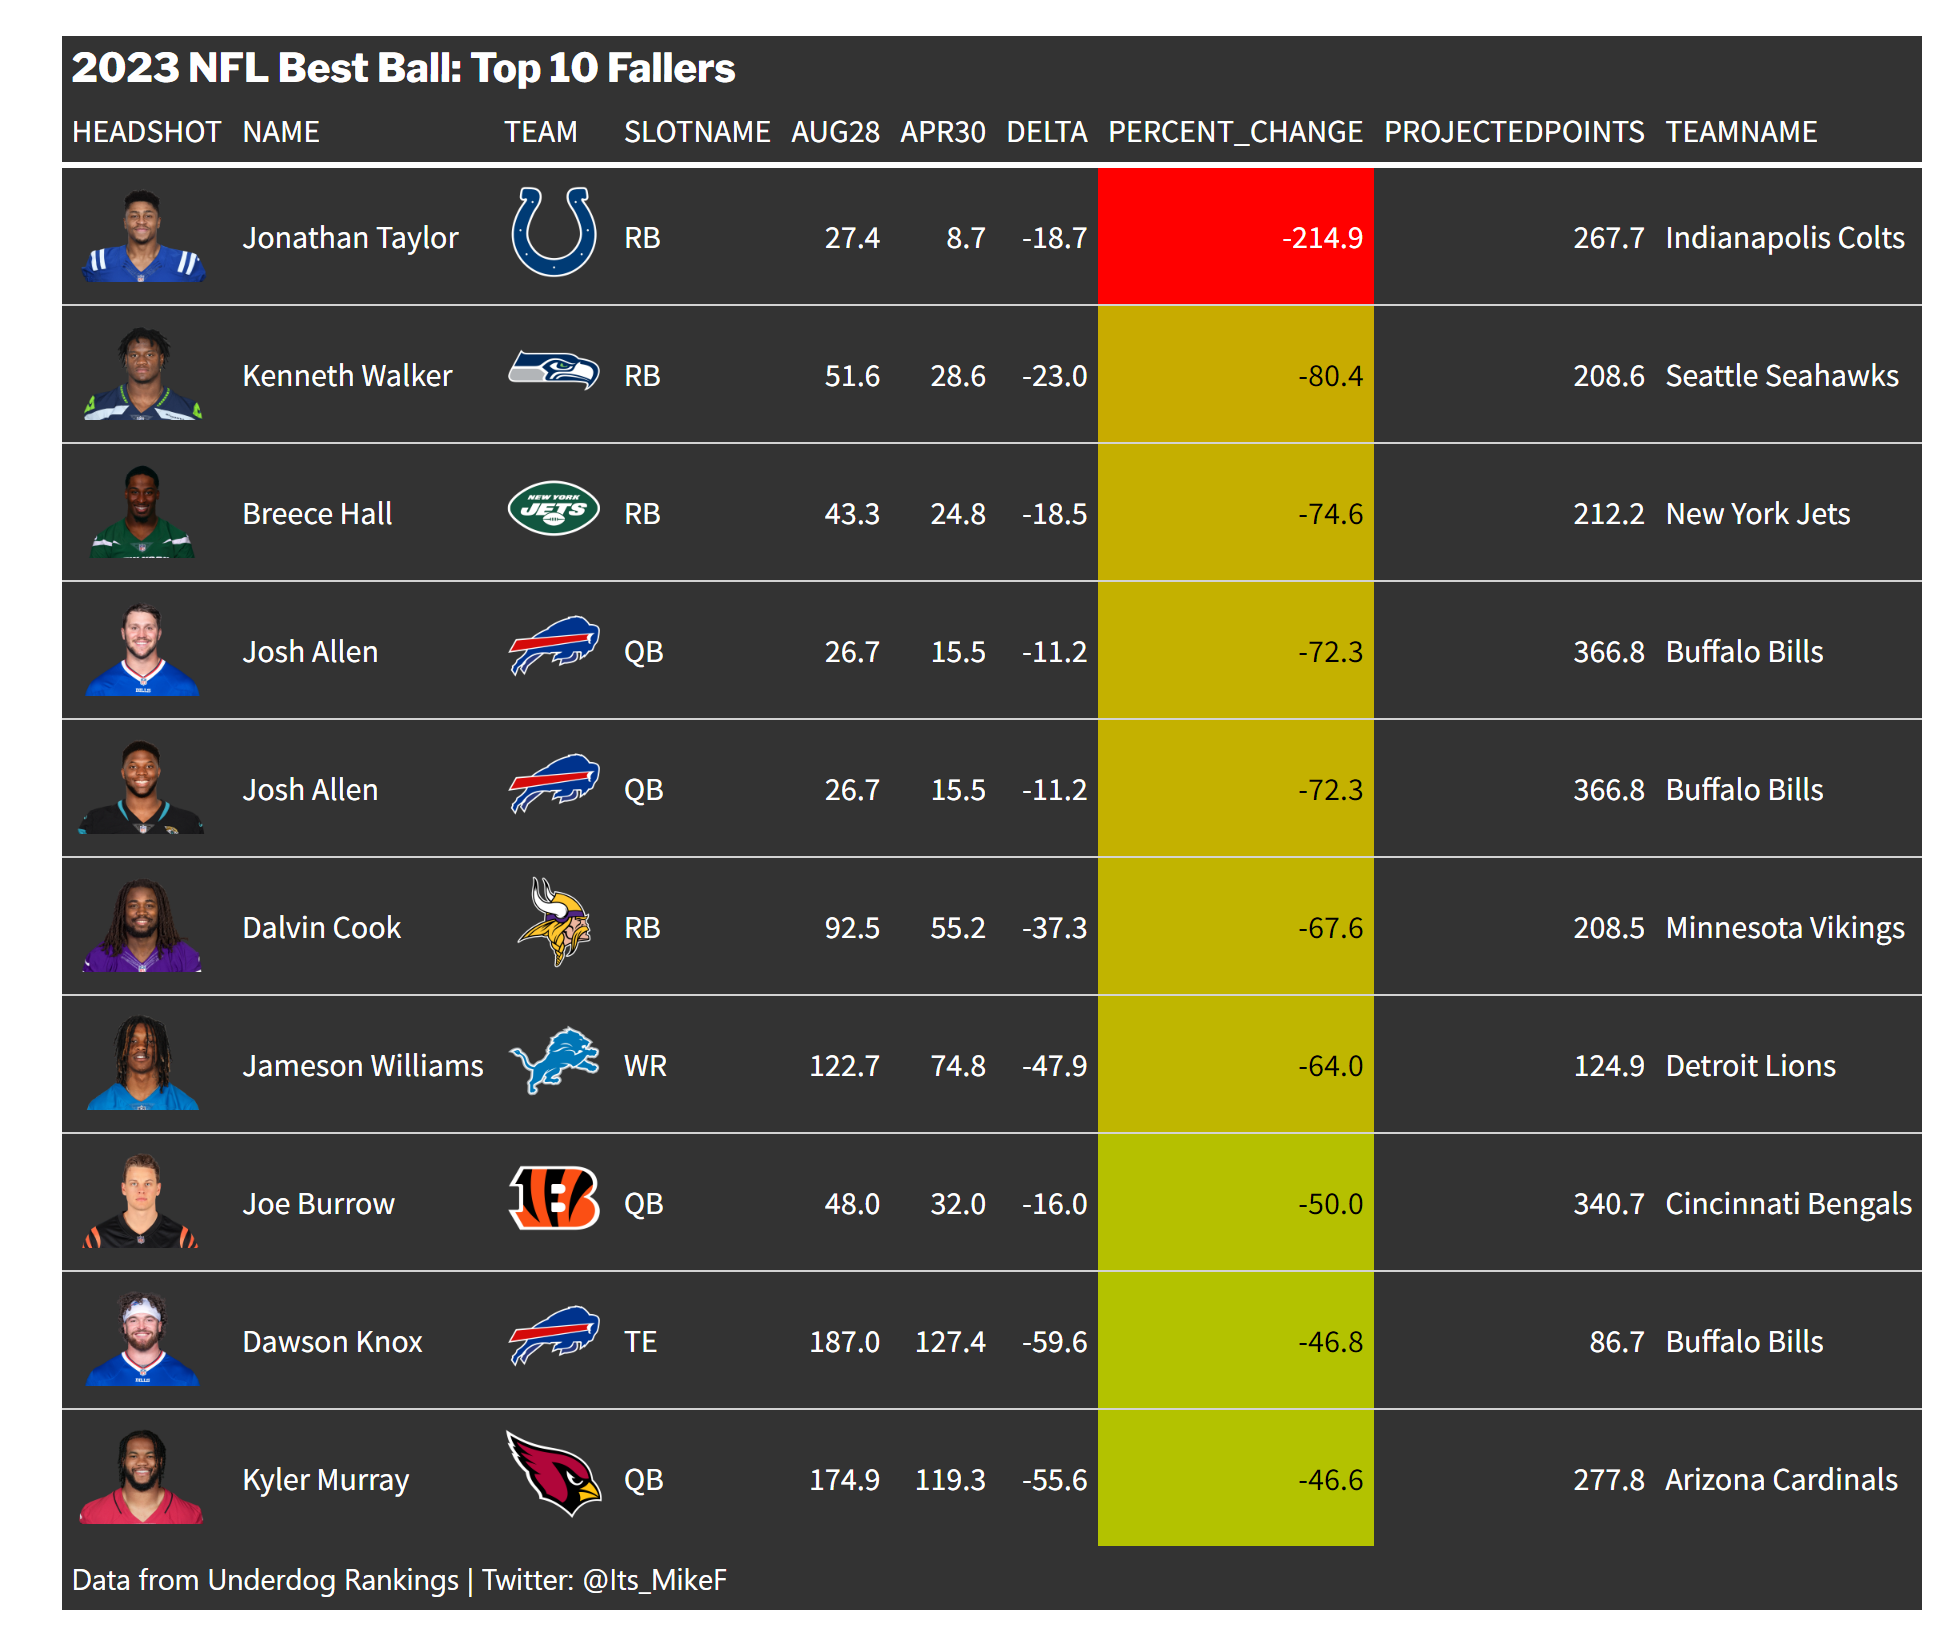 2023 NFL Best Ball: Top 10 Fallers
HEADSHOT NAME TEAM SLOTNAME AUG28 APR30 DELTA PERCENT_CHANGE PROJECTEDPOINTS TEAMNAME
Jonathan Taylor RB 27.4 8.7 -18.7 -214.9 267.7 Indianapolis Colts
Kenneth Walker RB 51.6 28.6 -23.0 -80.4 208.6 Seattle Seahawks
Breece Hall NEW YORK JETS RB 43.3 24.8 -18.5 -74.6 212.2 New York Jets
Josh Allen QB 26.7 15.5 -11.2 -72.3 366.8 Buffalo Bills
Josh Allen QB 26.7 15.5 -11.2 -72.3 366.8 Buffalo Bills
Dalvin Cook RB 92.5 55.2 -37.3 -67.6 208.5 Minnesota Vikings
Jameson Williams WR 122.7 74.8 -47.9 -64.0 124.9 Detroit Lions
Joe Burrow B QB 48.0 32.0 -16.0 -50.0 340.7 Cincinnati Bengals
Dawson Knox TE 187.0 127.4 -59.6 -46.8 86.7 Buffalo Bills
Kyler Murray QB 174.9 119.3 -55.6 -46.6 277.8 Arizona Cardinals
Data from Underdog Rankings | Twitter: @Its_MikeF